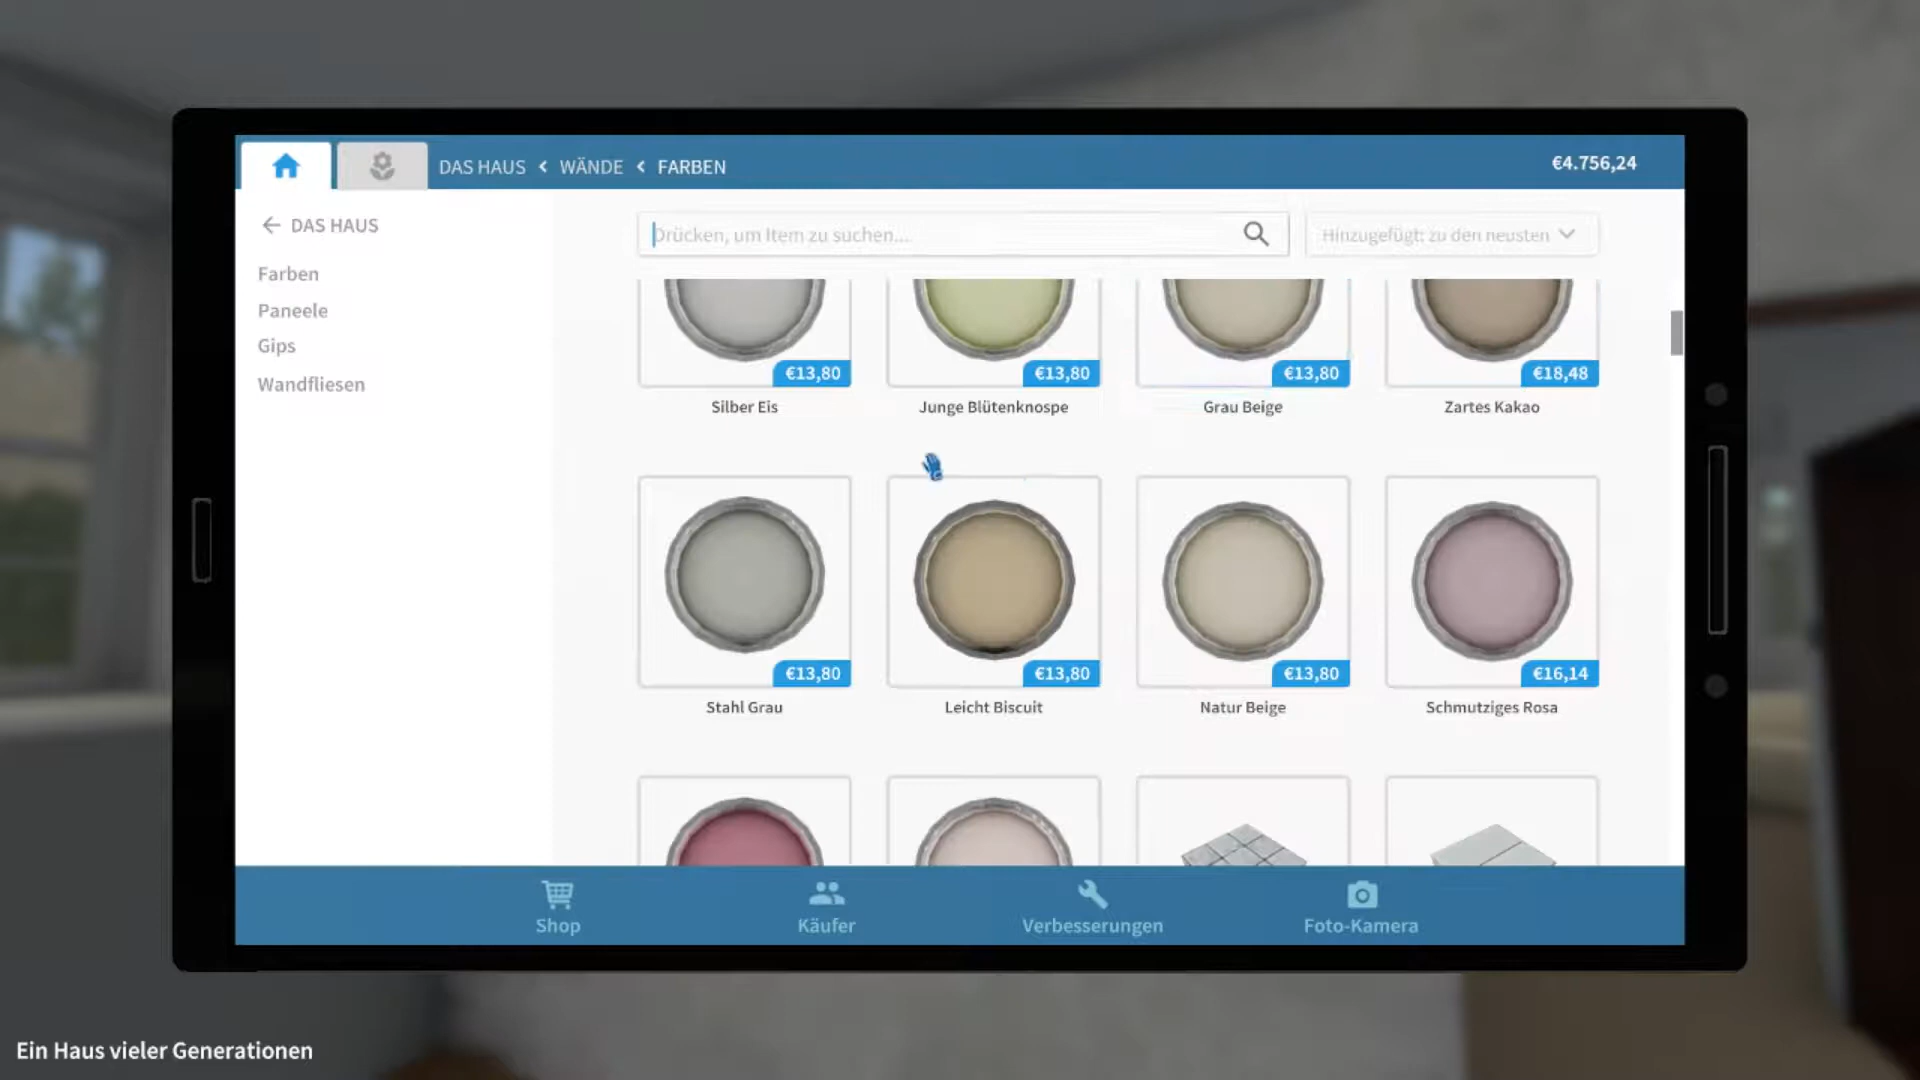 DAS HAUS < WÄNDE < FARBEN
€4.756,24
DAS HAUS
Drücken, um Item zu suchen....
Hinzugefügt: zu den neusten
Farben
Paneele
Gips
Wandfliesen
€13,80
€13,80
€13,80
€18,48
Silber Eis
Junge Blütenknospe
Grau Beige
Zartes Kakao
€13,80
€13,80
€13,80
€16,14
Stahl Grau
Leicht Biscuit
Natur Beige
Schmutziges Rosa
Shop
Käufer
Verbesserungen
Foto-Kamera
Ein Haus vieler Generationen